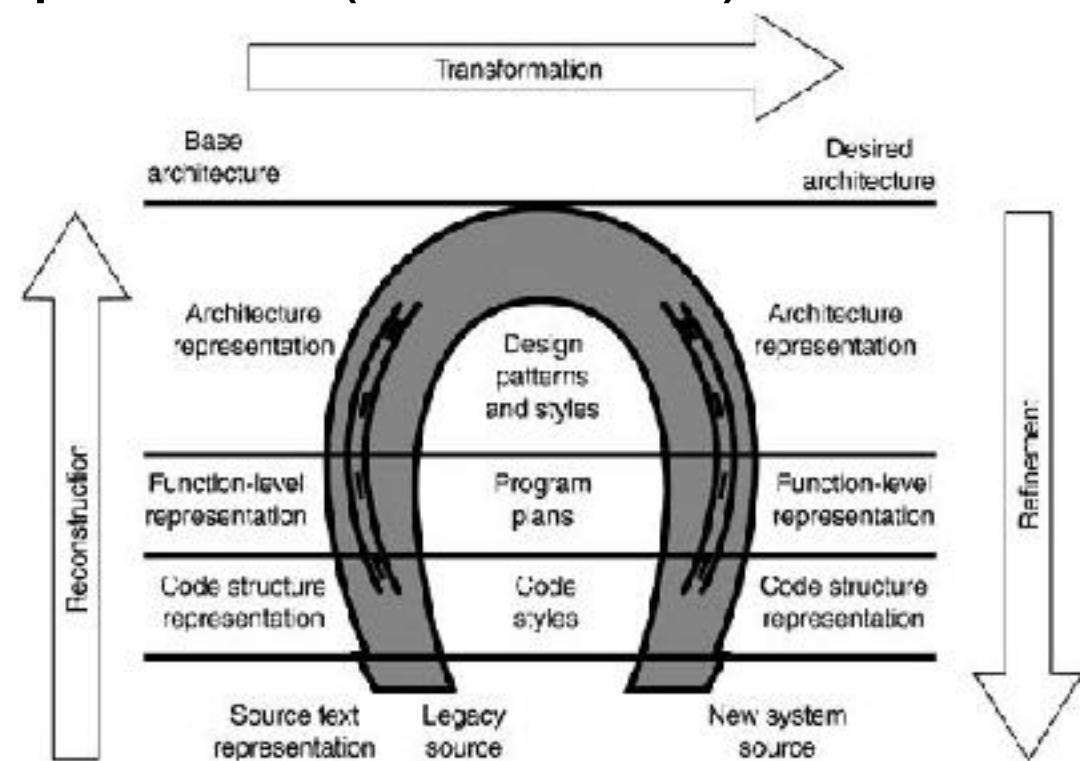 Transformation
Base
architecture
Desired
architecture
Architecture
representation
Design
patterns
and styles
Architecture
representation
Reconstruction
Refinement
Function-level
representation
Program
plans
Function-level
representation
Code structure
representation
Code
styles
Code structure
representation
Source text
representation
Legacy
source
New system
source